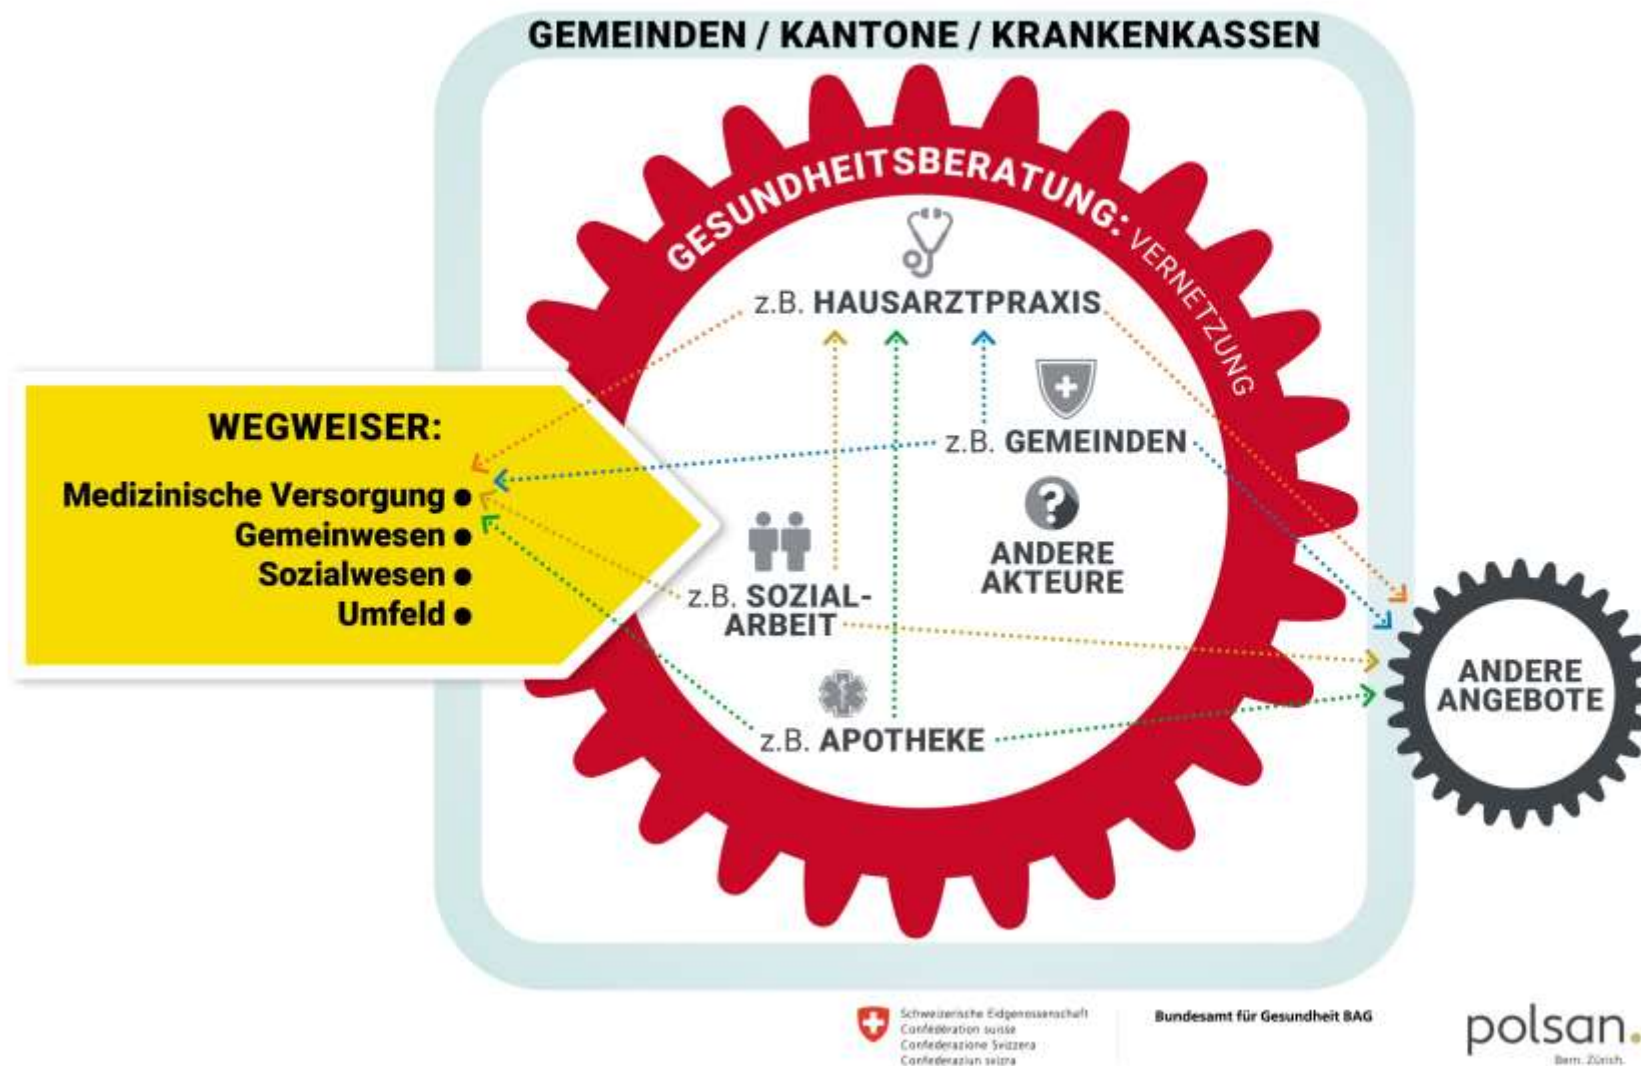 GEMEINDEN / KANTONE / KRANKENKASSEN
GESUNDHEITSBERATUNG: VERNETZUNG
z.B. HAUSARZTPRAXIS
WEGWEISER:
Medizinische Versorgung ●
Gemeinwesen ●
Sozialwesen ●
Umfeld ●
z.B. GEMEINDEN
ANDERE
AKTEURE
z.B. SOZIAL-
ARBEIT
z.B. APOTHEKE
ANDERE
ANGEBOTE
Schweizerische Eidgenossenschaft
Confédération suisse
Confederazione Svizzera
Confederaziun svizra
Bundesamt für Gesundheit BAG
polsan.
Bern. Zürich.